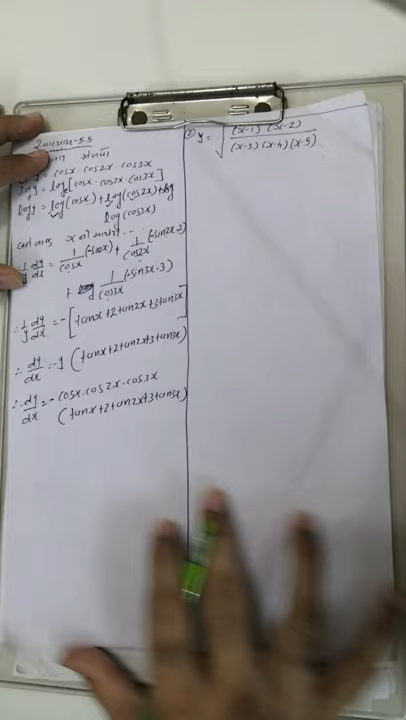 5.5
y = cosx · cos2x · cos3x
log y = log[cosx · cos2x · cos3x]
log y = log(cosx) + log(cos2x) +
log(cos3x)
1/y dy/dx = 1/cosx (-sinx) + 1/cos2x (-sin2x·2)
+ 1/cos3x (-sin3x·3)
∴ 1/y dy/dx = -[tanx + 2tan2x + 3tan3x]
∴ dy/dx = -y (tanx + 2tan2x + 3tan3x)
∴ dy/dx = - cosx · cos2x · cos3x
(tanx + 2tan2x + 3tan3x)
② y = √((x-1)(x-2) / (x-3)(x-4)(x-5))